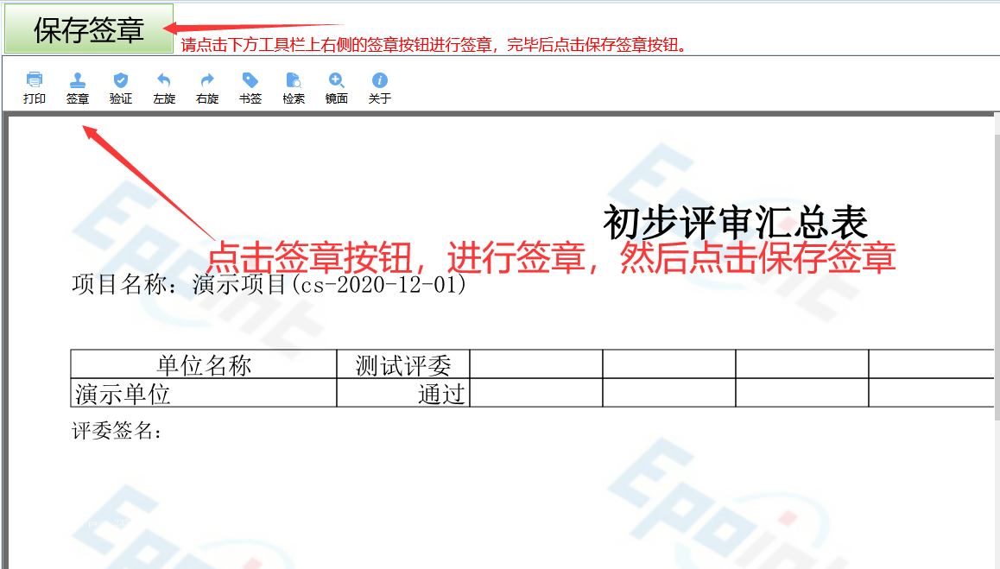 保存签章
请点击下方工具栏上右侧的签章按钮进行签章，完毕后点击保存签章按钮。
打印 签章 验证 左旋 右旋 书签 检索 镜面 关于
初步评审汇总表
点击签章按钮，进行签章，然后点击保存签章
项目名称：演示项目(cs-2020-12-01)
单位名称 测试评委
演示单位 通过
评委签名：
Epoint
Epoint
Epoint
Epoint